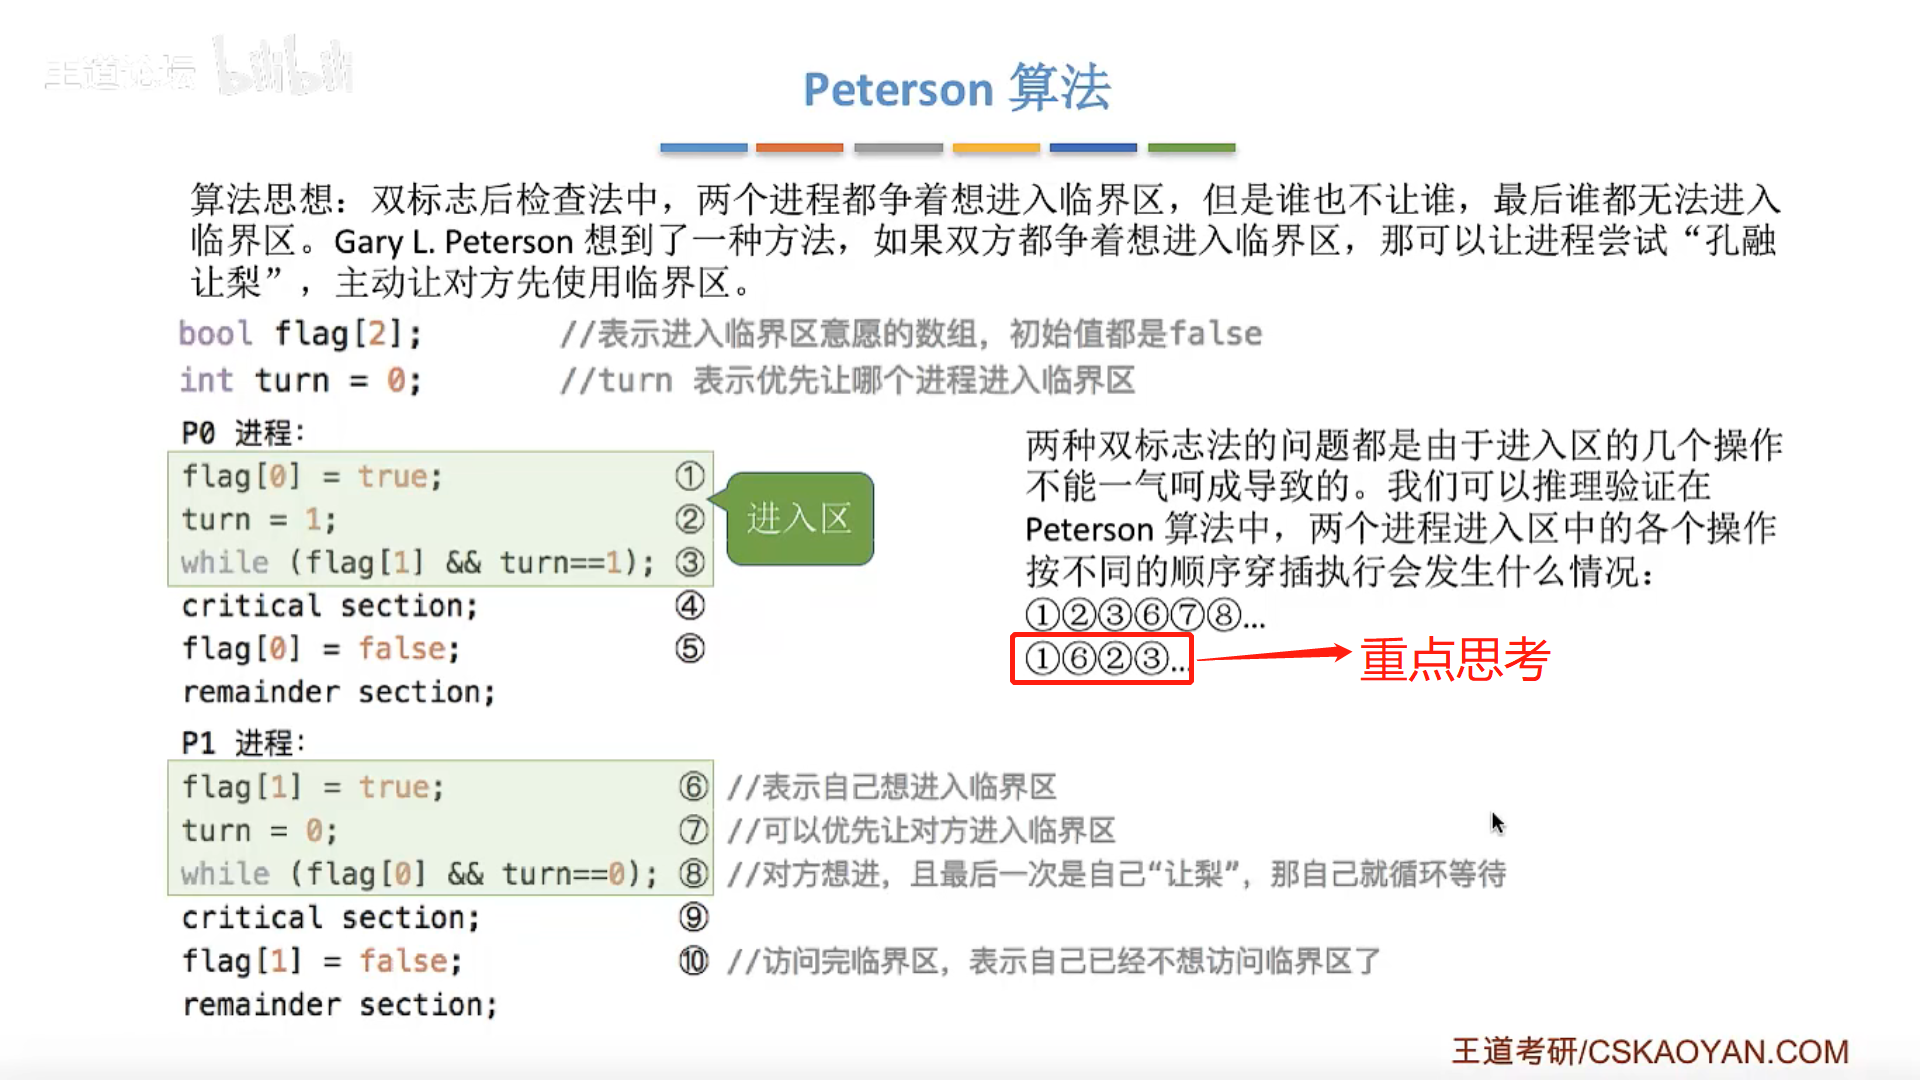 王道论坛 bilibili
Peterson 算法
算法思想：双标志后检查法中，两个进程都争着想进入临界区，但是谁也不让谁，最后谁都无法进入
临界区。Gary L. Peterson 想到了一种方法，如果双方都争着想进入临界区，那可以让进程尝试“孔融
让梨”，主动让对方先使用临界区。
bool flag[2]; //表示进入临界区意愿的数组，初始值都是false
int turn = 0; //turn 表示优先让哪个进程进入临界区
P0 进程：
flag[0] = true; ①
turn = 1; ②
while (flag[1] && turn==1); ③
critical section; ④
flag[0] = false; ⑤
remainder section;
进入区
两种双标志法的问题都是由于进入区的几个操作
不能一气呵成导致的。我们可以推理验证在
Peterson 算法中，两个进程进入区中的各个操作
按不同的顺序穿插执行会发生什么情况：
①②③⑥⑦⑧...
①⑥②③...
重点思考
P1 进程：
flag[1] = true; ⑥ //表示自己想进入临界区
turn = 0; ⑦ //可以优先让对方进入临界区
while (flag[0] && turn==0); ⑧ //对方想进，且最后一次是自己“让梨”，那自己就循环等待
critical section; ⑨
flag[1] = false; ⑩ //访问完临界区，表示自己已经不想访问临界区了
remainder section;
王道考研/CSKAOYAN.COM